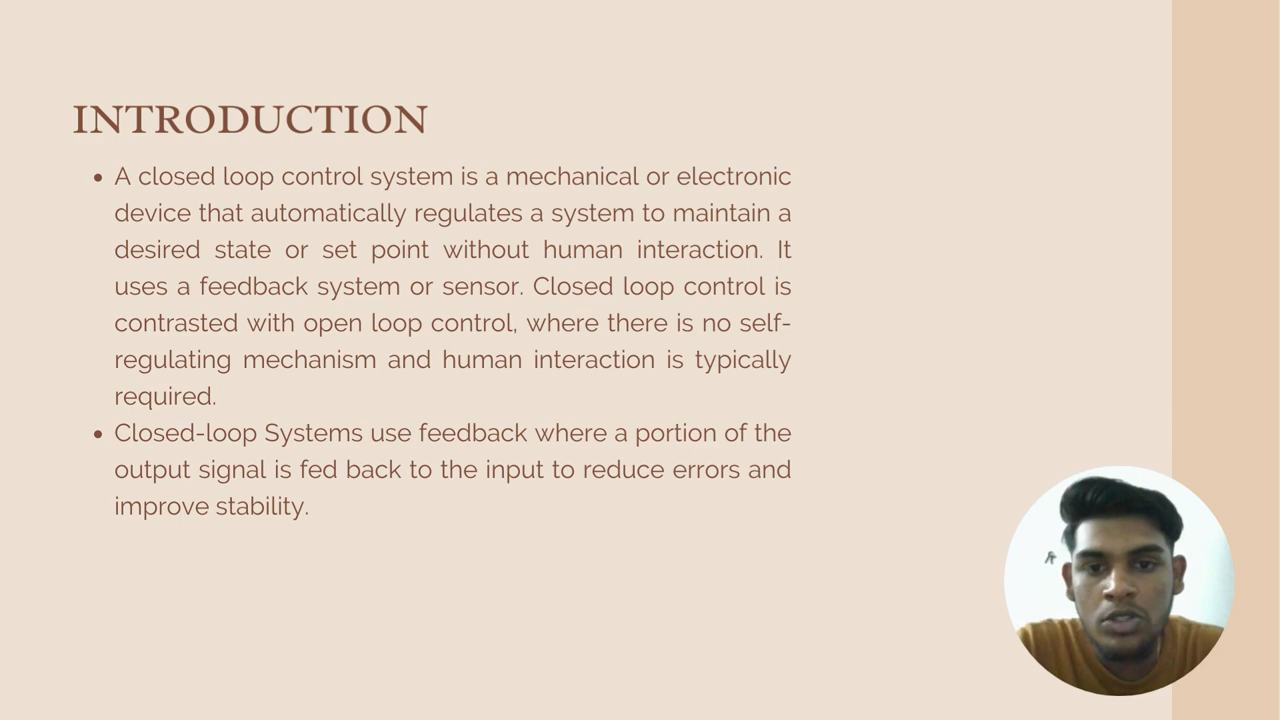 INTRODUCTION
• A closed loop control system is a mechanical or electronic
device that automatically regulates a system to maintain a
desired state or set point without human interaction. It
uses a feedback system or sensor. Closed loop control is
contrasted with open loop control, where there is no self-
regulating mechanism and human interaction is typically
required.
• Closed-loop Systems use feedback where a portion of the
output signal is fed back to the input to reduce errors and
improve stability.